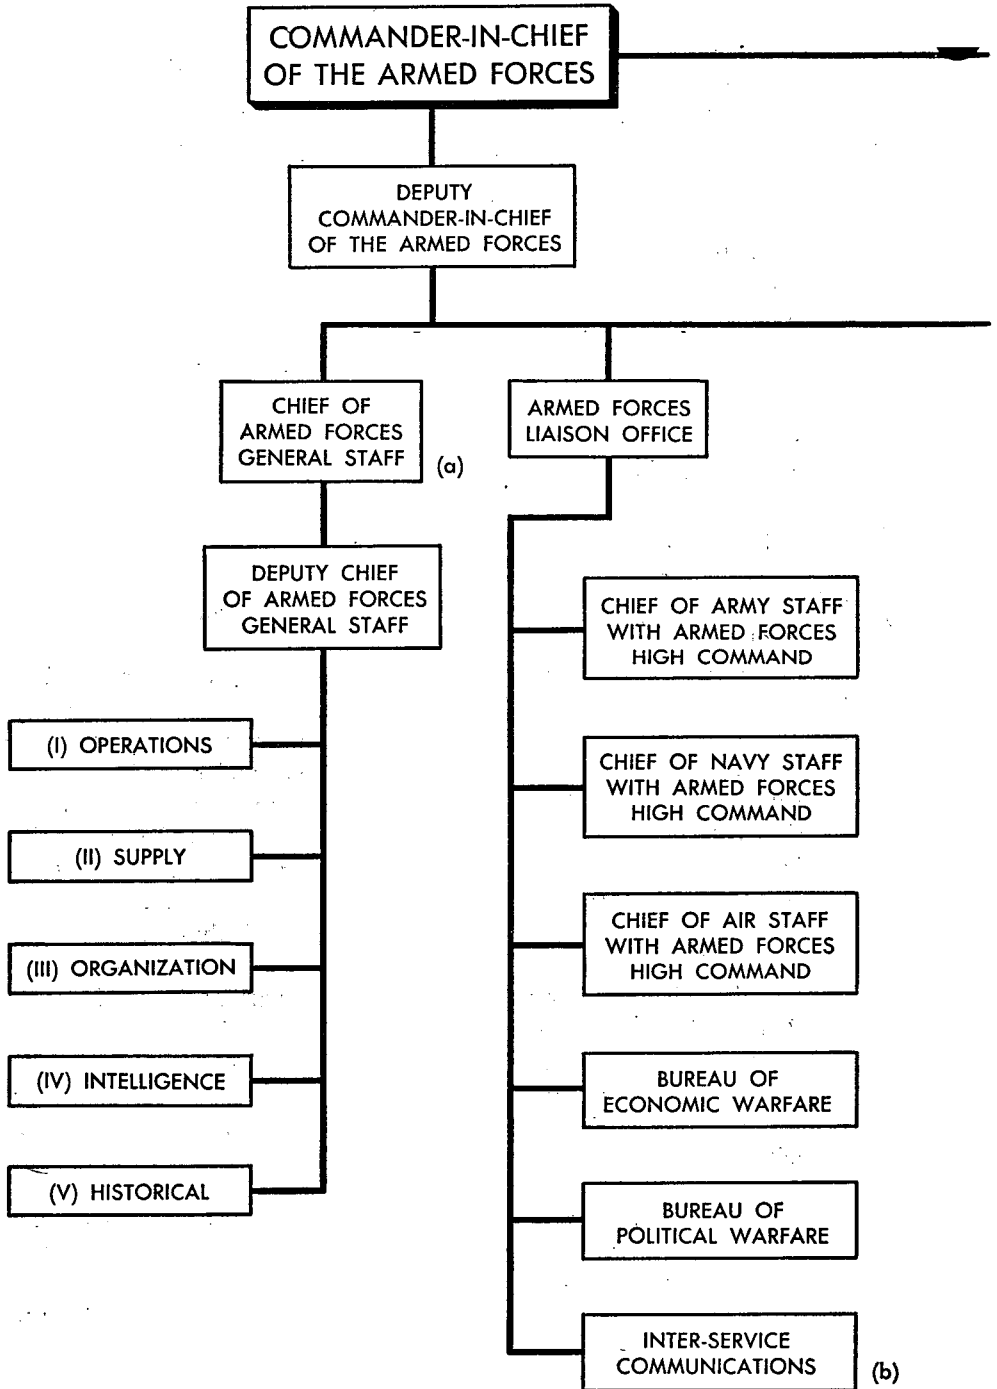 COMMANDER-IN-CHIEF
OF THE ARMED FORCES
DEPUTY
COMMANDER-IN-CHIEF
OF THE ARMED FORCES
CHIEF OF
ARMED FORCES
GENERAL STAFF
(a)
DEPUTY CHIEF
OF ARMED FORCES
GENERAL STAFF
(I) OPERATIONS
(II) SUPPLY
(III) ORGANIZATION
(IV) INTELLIGENCE
(V) HISTORICAL
ARMED FORCES
LIAISON OFFICE
CHIEF OF ARMY STAFF
WITH ARMED FORCES
HIGH COMMAND
CHIEF OF NAVY STAFF
WITH ARMED FORCES
HIGH COMMAND
CHIEF OF AIR STAFF
WITH ARMED FORCES
HIGH COMMAND
BUREAU OF
ECONOMIC WARFARE
BUREAU OF
POLITICAL WARFARE
INTER-SERVICE
COMMUNICATIONS
(b)